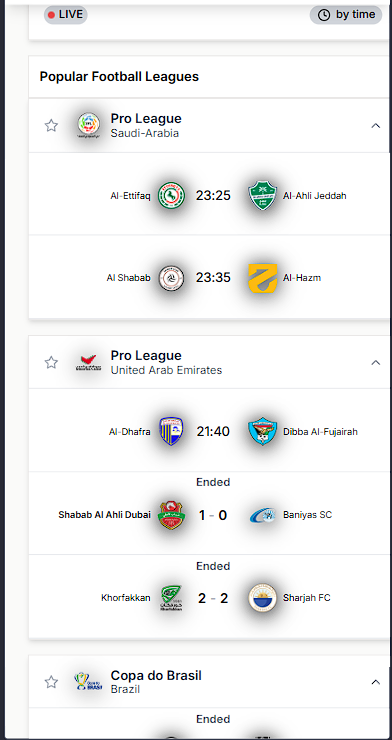 LIVE
by time
Popular Football Leagues
Pro League
Saudi-Arabia
Al-Ettifaq 23:25 Al-Ahli Jeddah
Al Shabab 23:35 Al-Hazm
Pro League
United Arab Emirates
Al-Dhafra 21:40 Dibba Al-Fujairah
Ended
Shabab Al Ahli Dubai 1 - 0 Baniyas SC
Ended
Khorfakkan 2 - 2 Sharjah FC
Copa do Brasil
Brazil
Ended